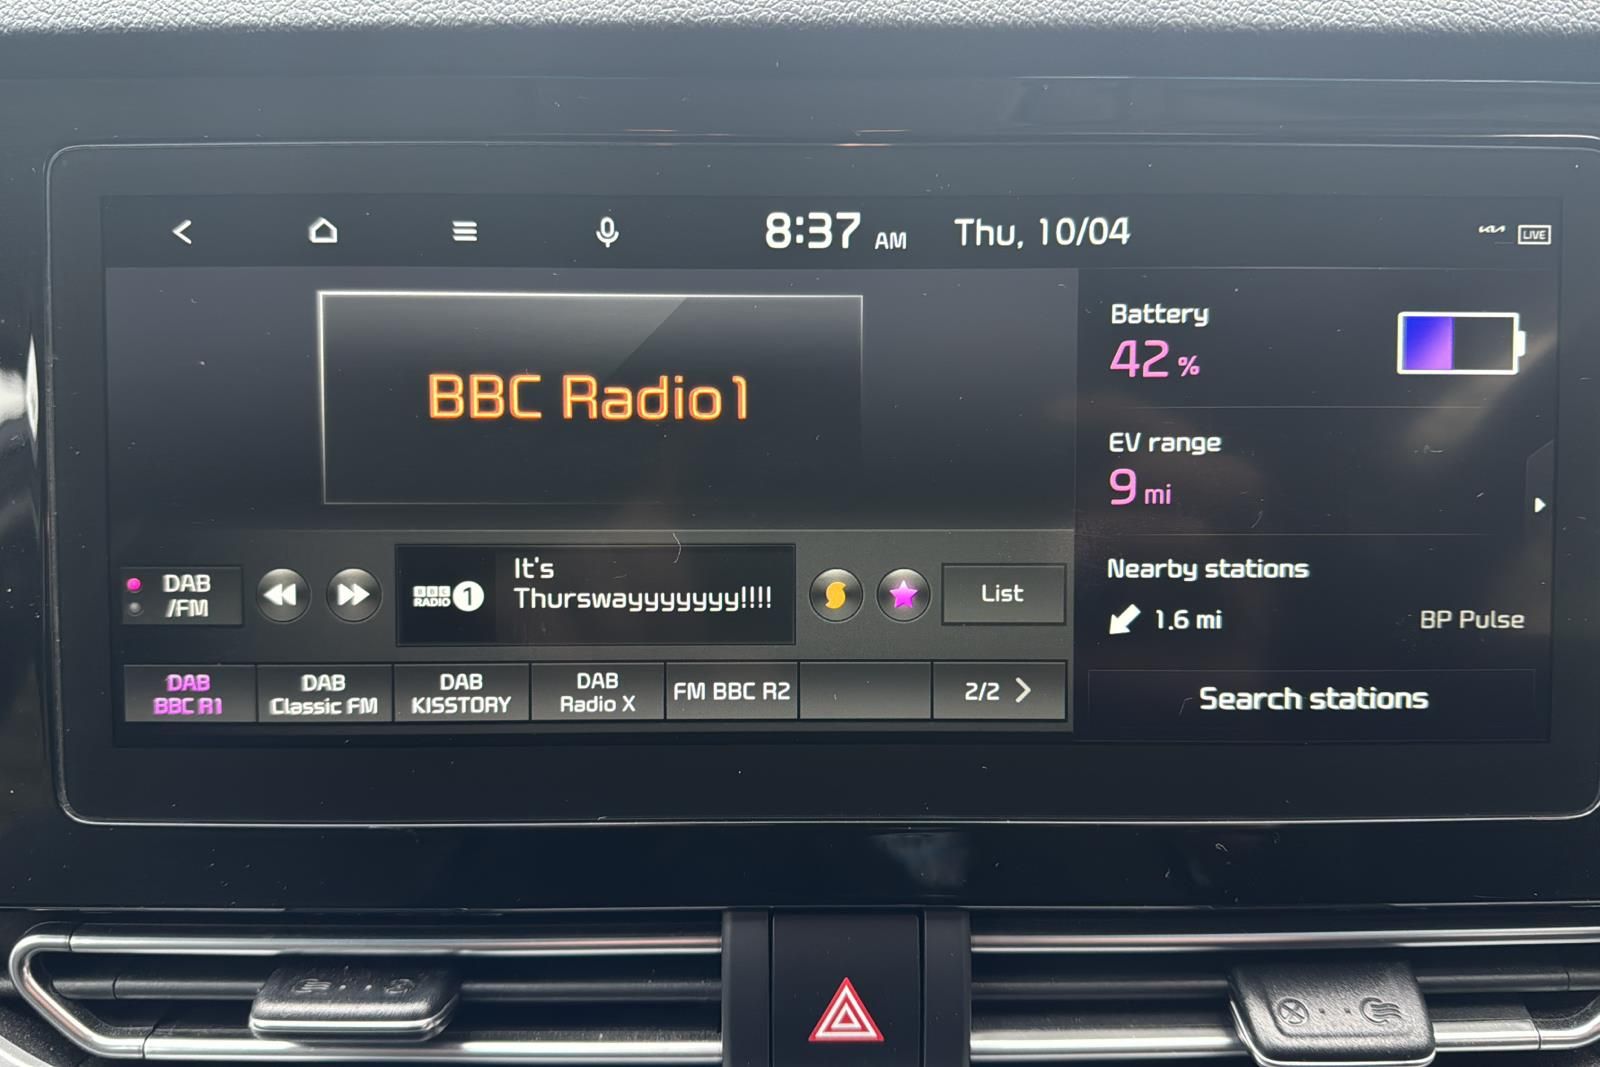 8:37 AM Thu, 10/04
KIA LIVE
BBC Radio1
Battery
42 %
EV range
9 mi
Nearby stations
1.6 mi BP Pulse
Search stations
DAB
/FM
BBC
RADIO 1
It's
Thurswayyyyyyy!!!!
List
DAB
BBC R1
DAB
Classic FM
DAB
KISSTORY
DAB
Radio X
FM BBC R2
2/2